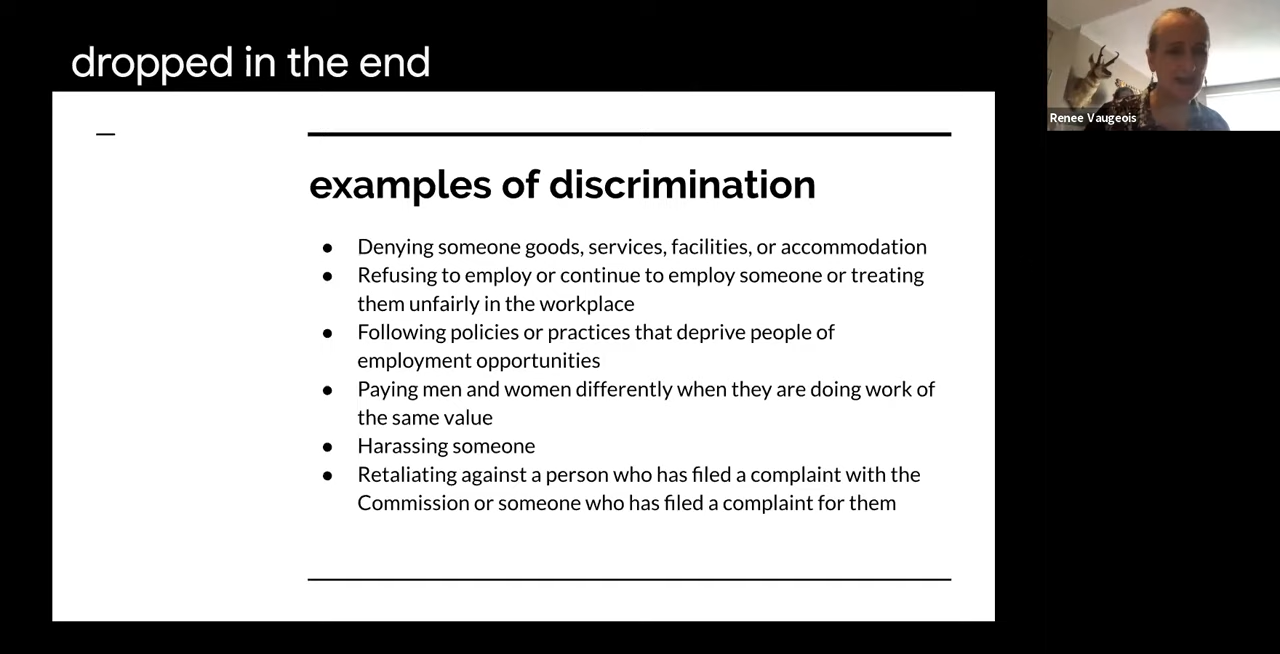 dropped in the end
Renee Vaugeois
examples of discrimination
● Denying someone goods, services, facilities, or accommodation
● Refusing to employ or continue to employ someone or treating
them unfairly in the workplace
● Following policies or practices that deprive people of
employment opportunities
● Paying men and women differently when they are doing work of
the same value
● Harassing someone
● Retaliating against a person who has filed a complaint with the
Commission or someone who has filed a complaint for them